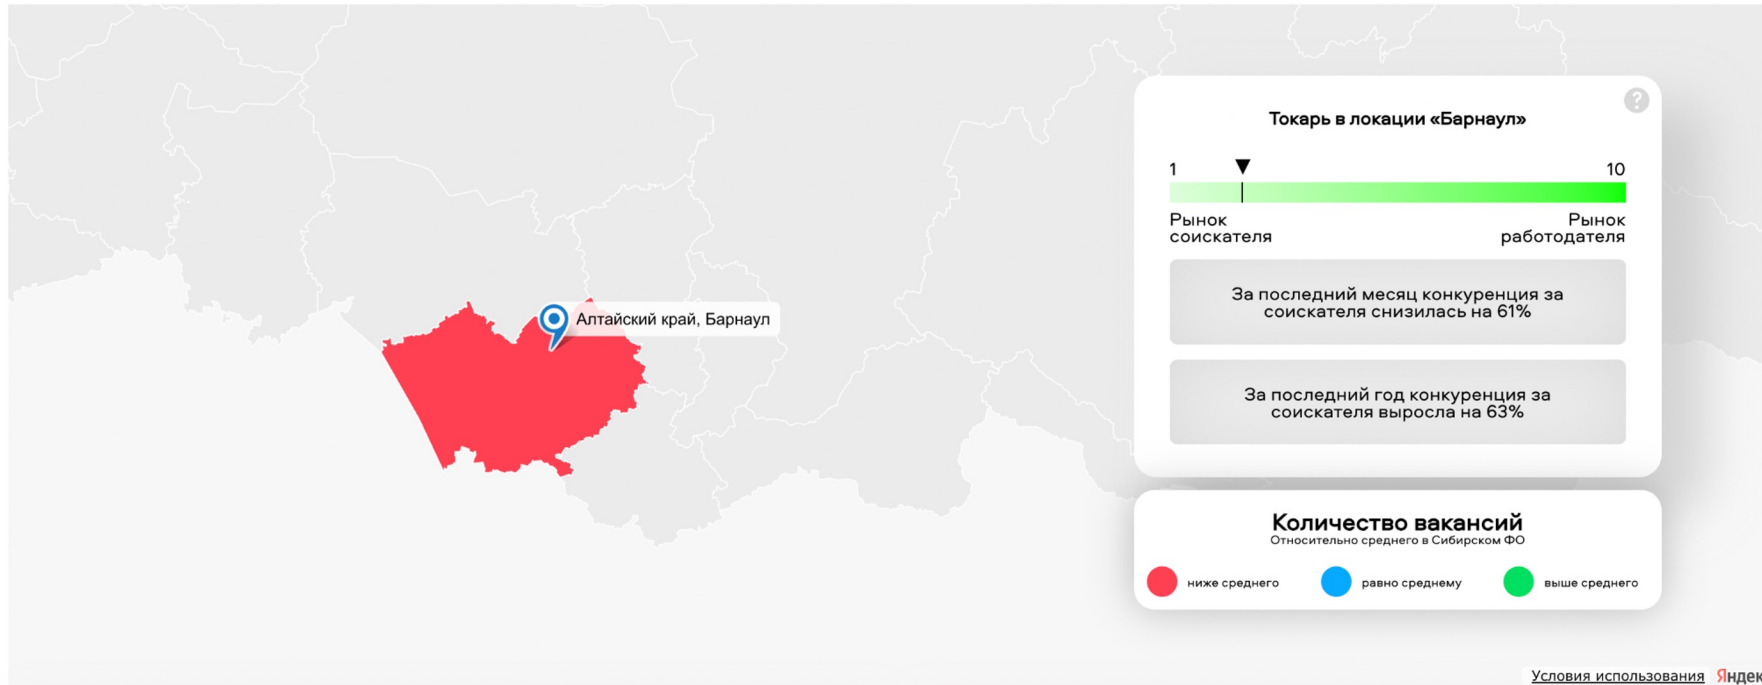 Алтайский край, Барнаул
?
Токарь в локации «Барнаул»
1 10
Рынок соискателя
Рынок работодателя
За последний месяц конкуренция за
соискателя снизилась на 61%
За последний год конкуренция за
соискателя выросла на 63%
Количество вакансий
Относительно среднего в Сибирском ФО
ниже среднего
равно среднему
выше среднего
Условия использования Яндек